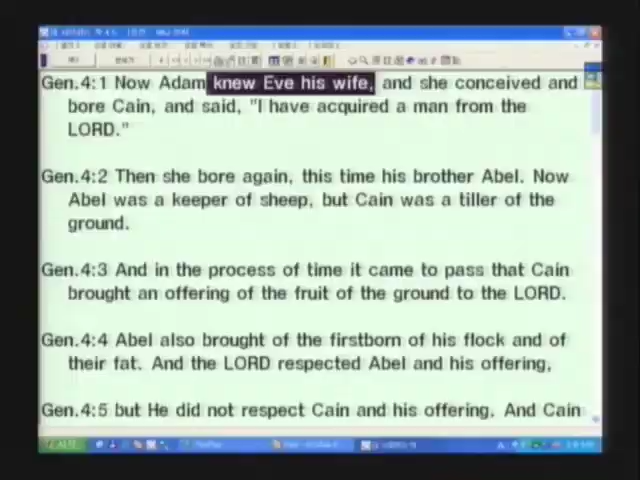 Gen.4:1 Now Adam knew Eve his wife, and she conceived and
bore Cain, and said, "I have acquired a man from the
LORD."
Gen.4:2 Then she bore again, this time his brother Abel. Now
Abel was a keeper of sheep, but Cain was a tiller of the
ground.
Gen.4:3 And in the process of time it came to pass that Cain
brought an offering of the fruit of the ground to the LORD.
Gen.4:4 Abel also brought of the firstborn of his flock and of
their fat. And the LORD respected Abel and his offering,
Gen.4:5 but He did not respect Cain and his offering. And Cain